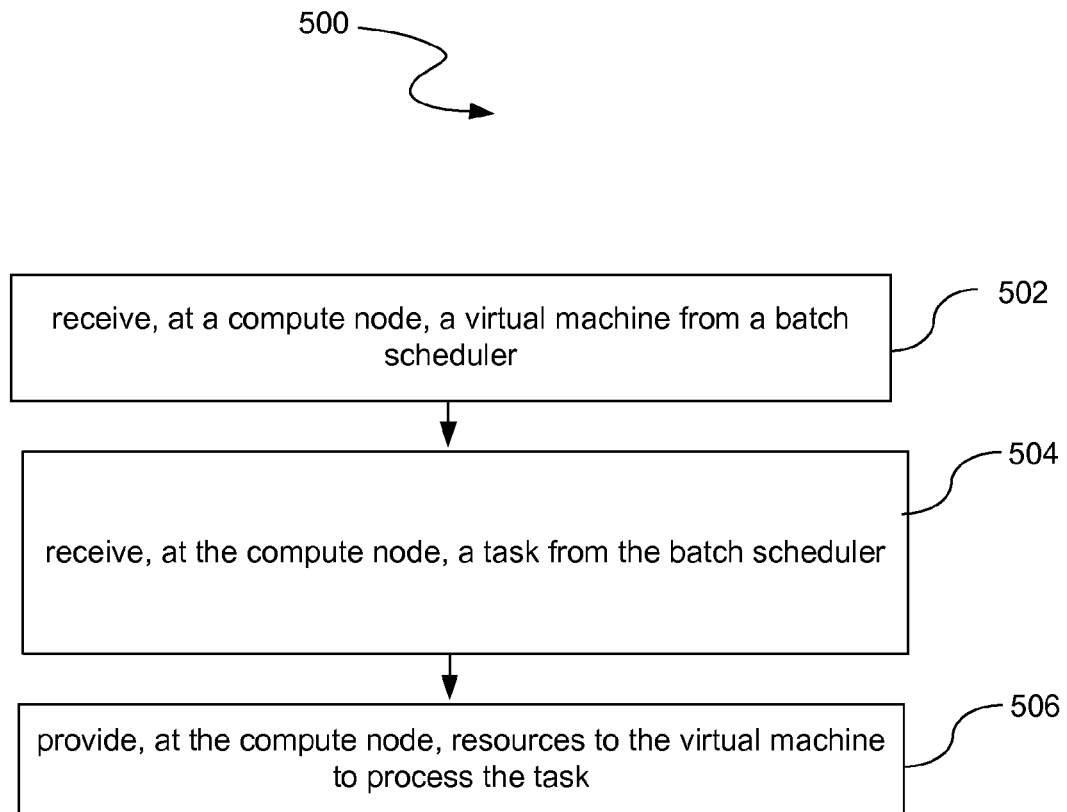 500
receive, at a compute node, a virtual machine from a batch
scheduler
502
receive, at the compute node, a task from the batch scheduler
504
provide, at the compute node, resources to the virtual machine
to process the task
506